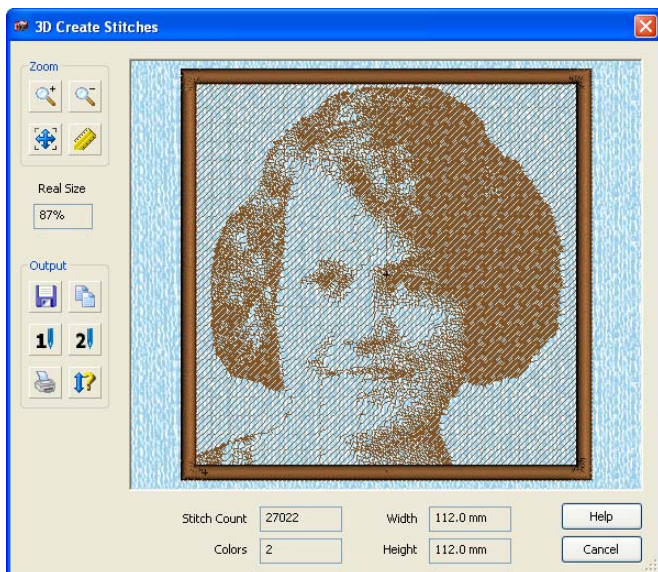 3D Create Stitches
Zoom
Real Size
87%
Output
1 2
Stitch Count 27022 Width 112.0 mm Help
Colors 2 Height 112.0 mm Cancel